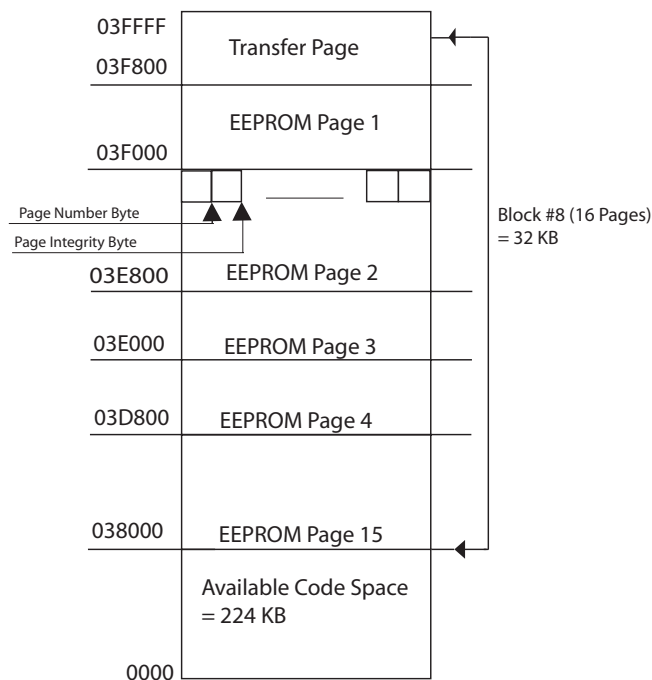 03FFFF
Transfer Page
03F800
EEPROM Page 1
03F000
Page Number Byte
Page Integrity Byte
Block #8 (16 Pages)
= 32 KB
03E800
EEPROM Page 2
03E000
EEPROM Page 3
03D800
EEPROM Page 4
038000
EEPROM Page 15
Available Code Space
= 224 KB
0000